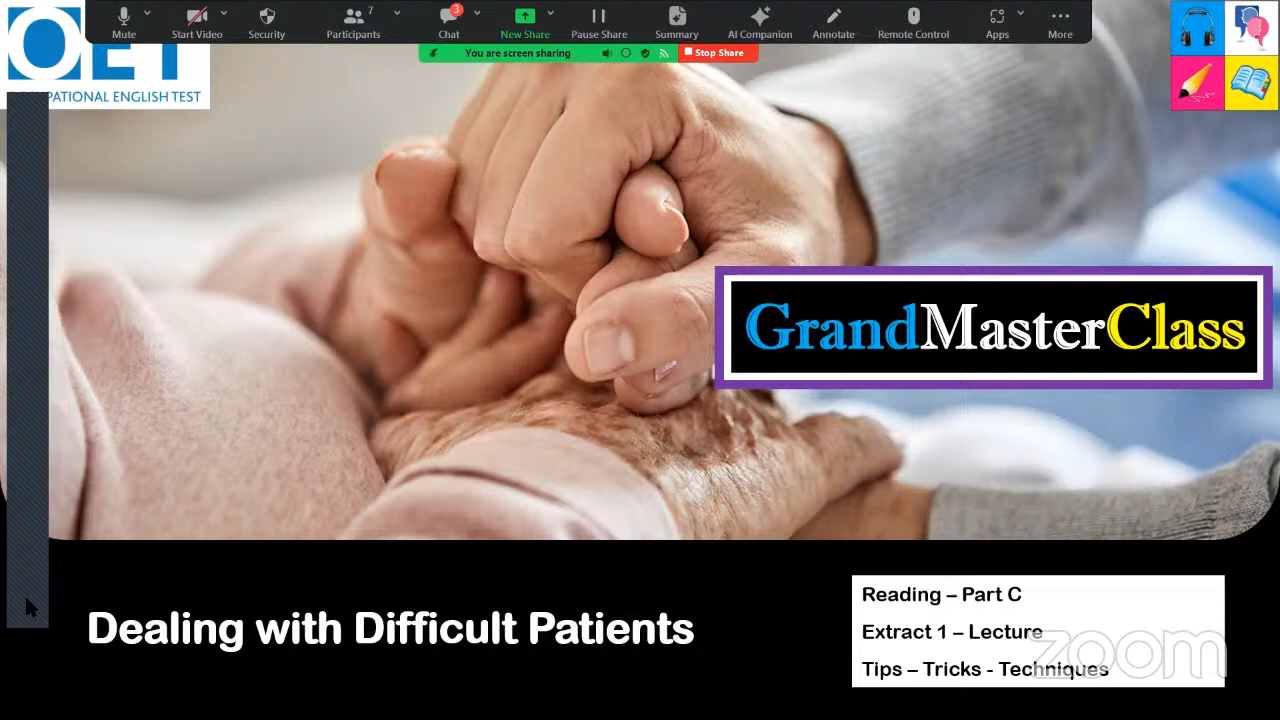 Mute
Start Video
Security
Participants
7
Chat
3
New Share
Pause Share
Summary
AI Companion
Annotate
Remote Control
Apps
More
You are screen sharing
Stop Share
OET
PATIONAL ENGLISH TEST
GrandMasterClass
Dealing with Difficult Patients
Reading – Part C
Extract 1 – Lecture
Tips – Tricks - Techniques
zoom